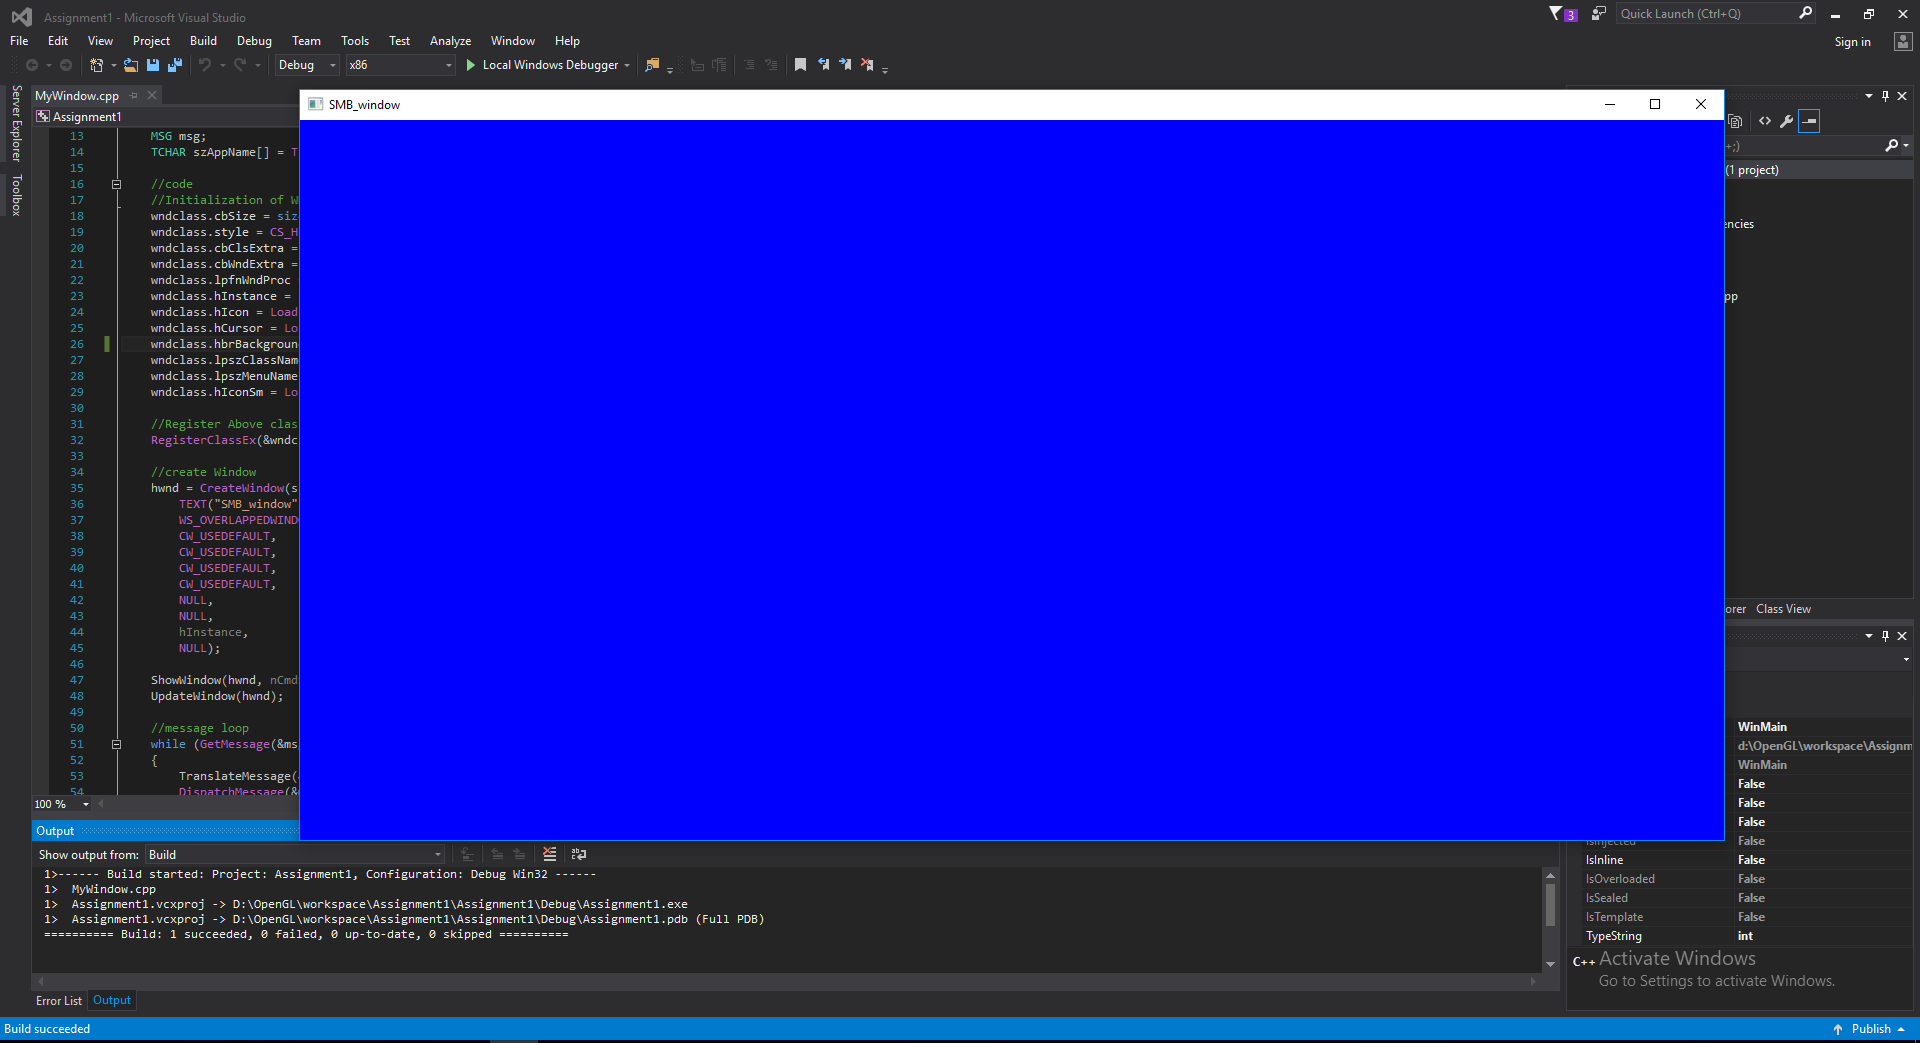 Assignment1 - Microsoft Visual Studio
3
Quick Launch (Ctrl+Q)
File Edit View Project Build Debug Team Tools Test Analyze Window Help
Sign in
Debug x86 Local Windows Debugger
Server Explorer
Toolbox
MyWindow.cpp
Assignment1
SMB_window
13 MSG msg;
14 TCHAR szAppName[] = T
15
16 //code
17 //Initialization of W
18 wndclass.cbSize = siz
19 wndclass.style = CS_H
20 wndclass.cbClsExtra =
21 wndclass.cbWndExtra =
22 wndclass.lpfnWndProc
23 wndclass.hInstance =
24 wndclass.hIcon = Load
25 wndclass.hCursor = Lo
26 wndclass.hbrBackgroun
27 wndclass.lpszClassNam
28 wndclass.lpszMenuName
29 wndclass.hIconSm = Lo
30
31 //Register Above clas
32 RegisterClassEx(&wndc
33
34 //create Window
35 hwnd = CreateWindow(s
36 TEXT("SMB_window"
37 WS_OVERLAPPEDWIND
38 CW_USEDEFAULT,
39 CW_USEDEFAULT,
40 CW_USEDEFAULT,
41 CW_USEDEFAULT,
42 NULL,
43 NULL,
44 hInstance,
45 NULL);
46
47 ShowWindow(hwnd, nCmd
48 UpdateWindow(hwnd);
49
50 //message loop
51 while (GetMessage(&ms
52 {
53 TranslateMessage(
54 DispatchMessage(&
100 %
+;)
(1 project)
encies
pp
orer Class View
WinMain
d:\OpenGL\workspace\Assignm
WinMain
False
False
False
IsInjected False
IsInline False
IsOverloaded False
IsSealed False
IsTemplate False
TypeString int
C++
Activate Windows
Go to Settings to activate Windows.
Output
Show output from: Build
1>------ Build started: Project: Assignment1, Configuration: Debug Win32 ------
1> MyWindow.cpp
1> Assignment1.vcxproj -> D:\OpenGL\workspace\Assignment1\Assignment1\Debug\Assignment1.exe
1> Assignment1.vcxproj -> D:\OpenGL\workspace\Assignment1\Assignment1\Debug\Assignment1.pdb (Full PDB)
========== Build: 1 succeeded, 0 failed, 0 up-to-date, 0 skipped ==========
Error List Output
Build succeeded
Publish